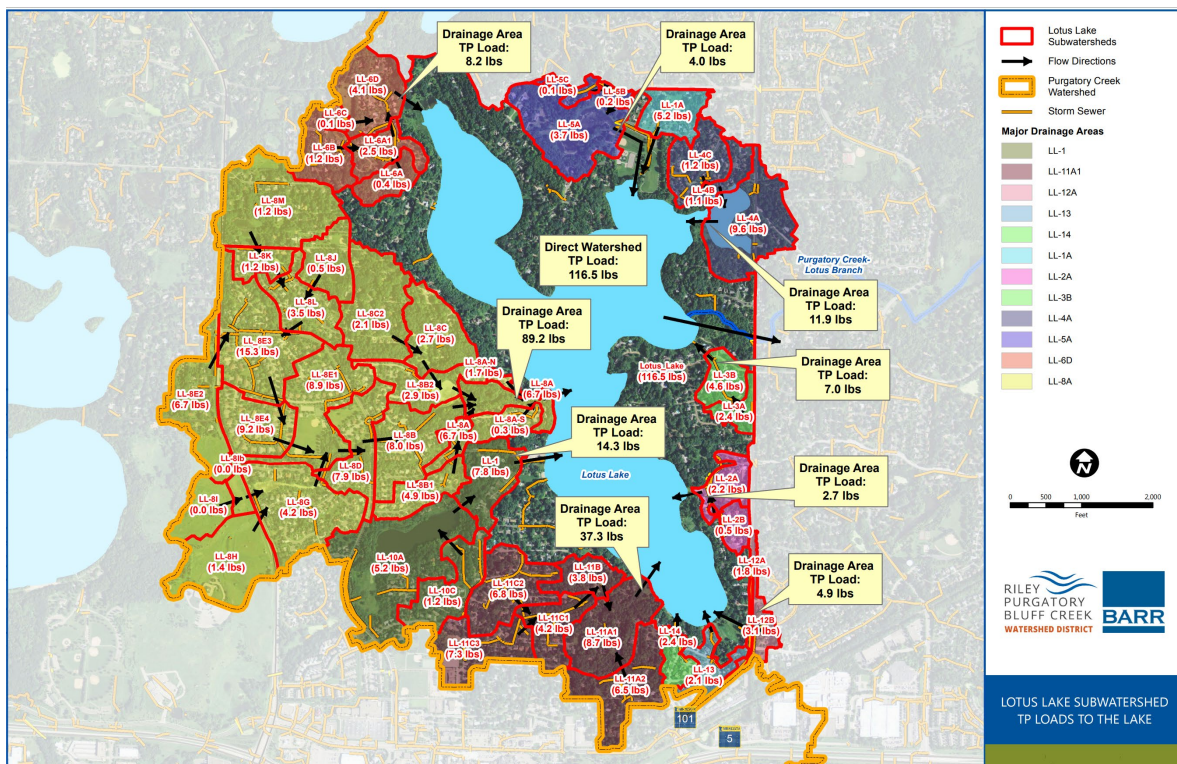 Drainage Area
TP Load:
8.2 lbs
Drainage Area
TP Load:
4.0 lbs
LL-6D
(4.1 lbs)
LL-6C
(0.1 lbs)
LL-6B
(1.2 lbs)
LL-6A1
(2.5 lbs)
LL-6A
(0.4 lbs)
LL-5C
(0.1 lbs)
LL-5B
(0.2 lbs)
LL-5A
(3.7 lbs)
LL-1A
(5.2 lbs)
LL-4C
(1.2 lbs)
LL-4B
(1.1 lbs)
LL-4A
(9.6 lbs)
LL-8M
(1.2 lbs)
LL-8K
(1.2 lbs)
LL-8J
(0.5 lbs)
LL-8L
(3.5 lbs)
LL-8C2
(2.1 lbs)
LL-8C
(2.7 lbs)
Direct Watershed
TP Load:
116.5 lbs
Purgatory Creek-
Lotus Branch
Drainage Area
TP Load:
11.9 lbs
Drainage Area
TP Load:
89.2 lbs
LL-8E3
(15.3 lbs)
LL-8E1
(8.9 lbs)
LL-8A-N
(1.7 lbs)
LL-8A
(6.7 lbs)
LL-8B2
(2.9 lbs)
LL-8E2
(6.7 lbs)
LL-8E4
(9.2 lbs)
LL-8A-S
(0.3 lbs)
LL-8A
(6.7 lbs)
LL-8B
(8.0 lbs)
Lotus_Lake
(116.5 lbs)
LL-3B
(4.6 lbs)
LL-3A
(2.4 lbs)
Drainage Area
TP Load:
7.0 lbs
Drainage Area
TP Load:
14.3 lbs
LL-8Ib
(0.0 lbs)
LL-8D
(7.9 lbs)
LL-1
(7.8 lbs)
LL-8B1
(4.9 lbs)
LL-8I
(0.0 lbs)
LL-8G
(4.2 lbs)
LL-8H
(1.4 lbs)
Lotus Lake
LL-2A
(2.2 lbs)
LL-2B
(0.5 lbs)
Drainage Area
TP Load:
2.7 lbs
Drainage Area
TP Load:
37.3 lbs
LL-10A
(5.2 lbs)
LL-10C
(1.2 lbs)
LL-11C2
(6.8 lbs)
LL-11B
(3.8 lbs)
LL-11C1
(4.2 lbs)
LL-11C3
(7.3 lbs)
LL-11A1
(8.7 lbs)
LL-11A2
(6.5 lbs)
LL-12A
(1.8 lbs)
Drainage Area
TP Load:
4.9 lbs
LL-12B
(3.1 lbs)
LL-14
(2.4 lbs)
LL-13
(2.1 lbs)
101
5
Lotus Lake
Subwatersheds
Flow Directions
Purgatory Creek
Watershed
Storm Sewer
Major Drainage Areas
LL-1
LL-11A1
LL-12A
LL-13
LL-14
LL-1A
LL-2A
LL-3B
LL-4A
LL-5A
LL-6D
LL-8A
N
0 500 1,000 2,000
Feet
RILEY
PURGATORY
BLUFF CREEK
WATERSHED DISTRICT
BARR
LOTUS LAKE SUBWATERSHED
TP LOADS TO THE LAKE